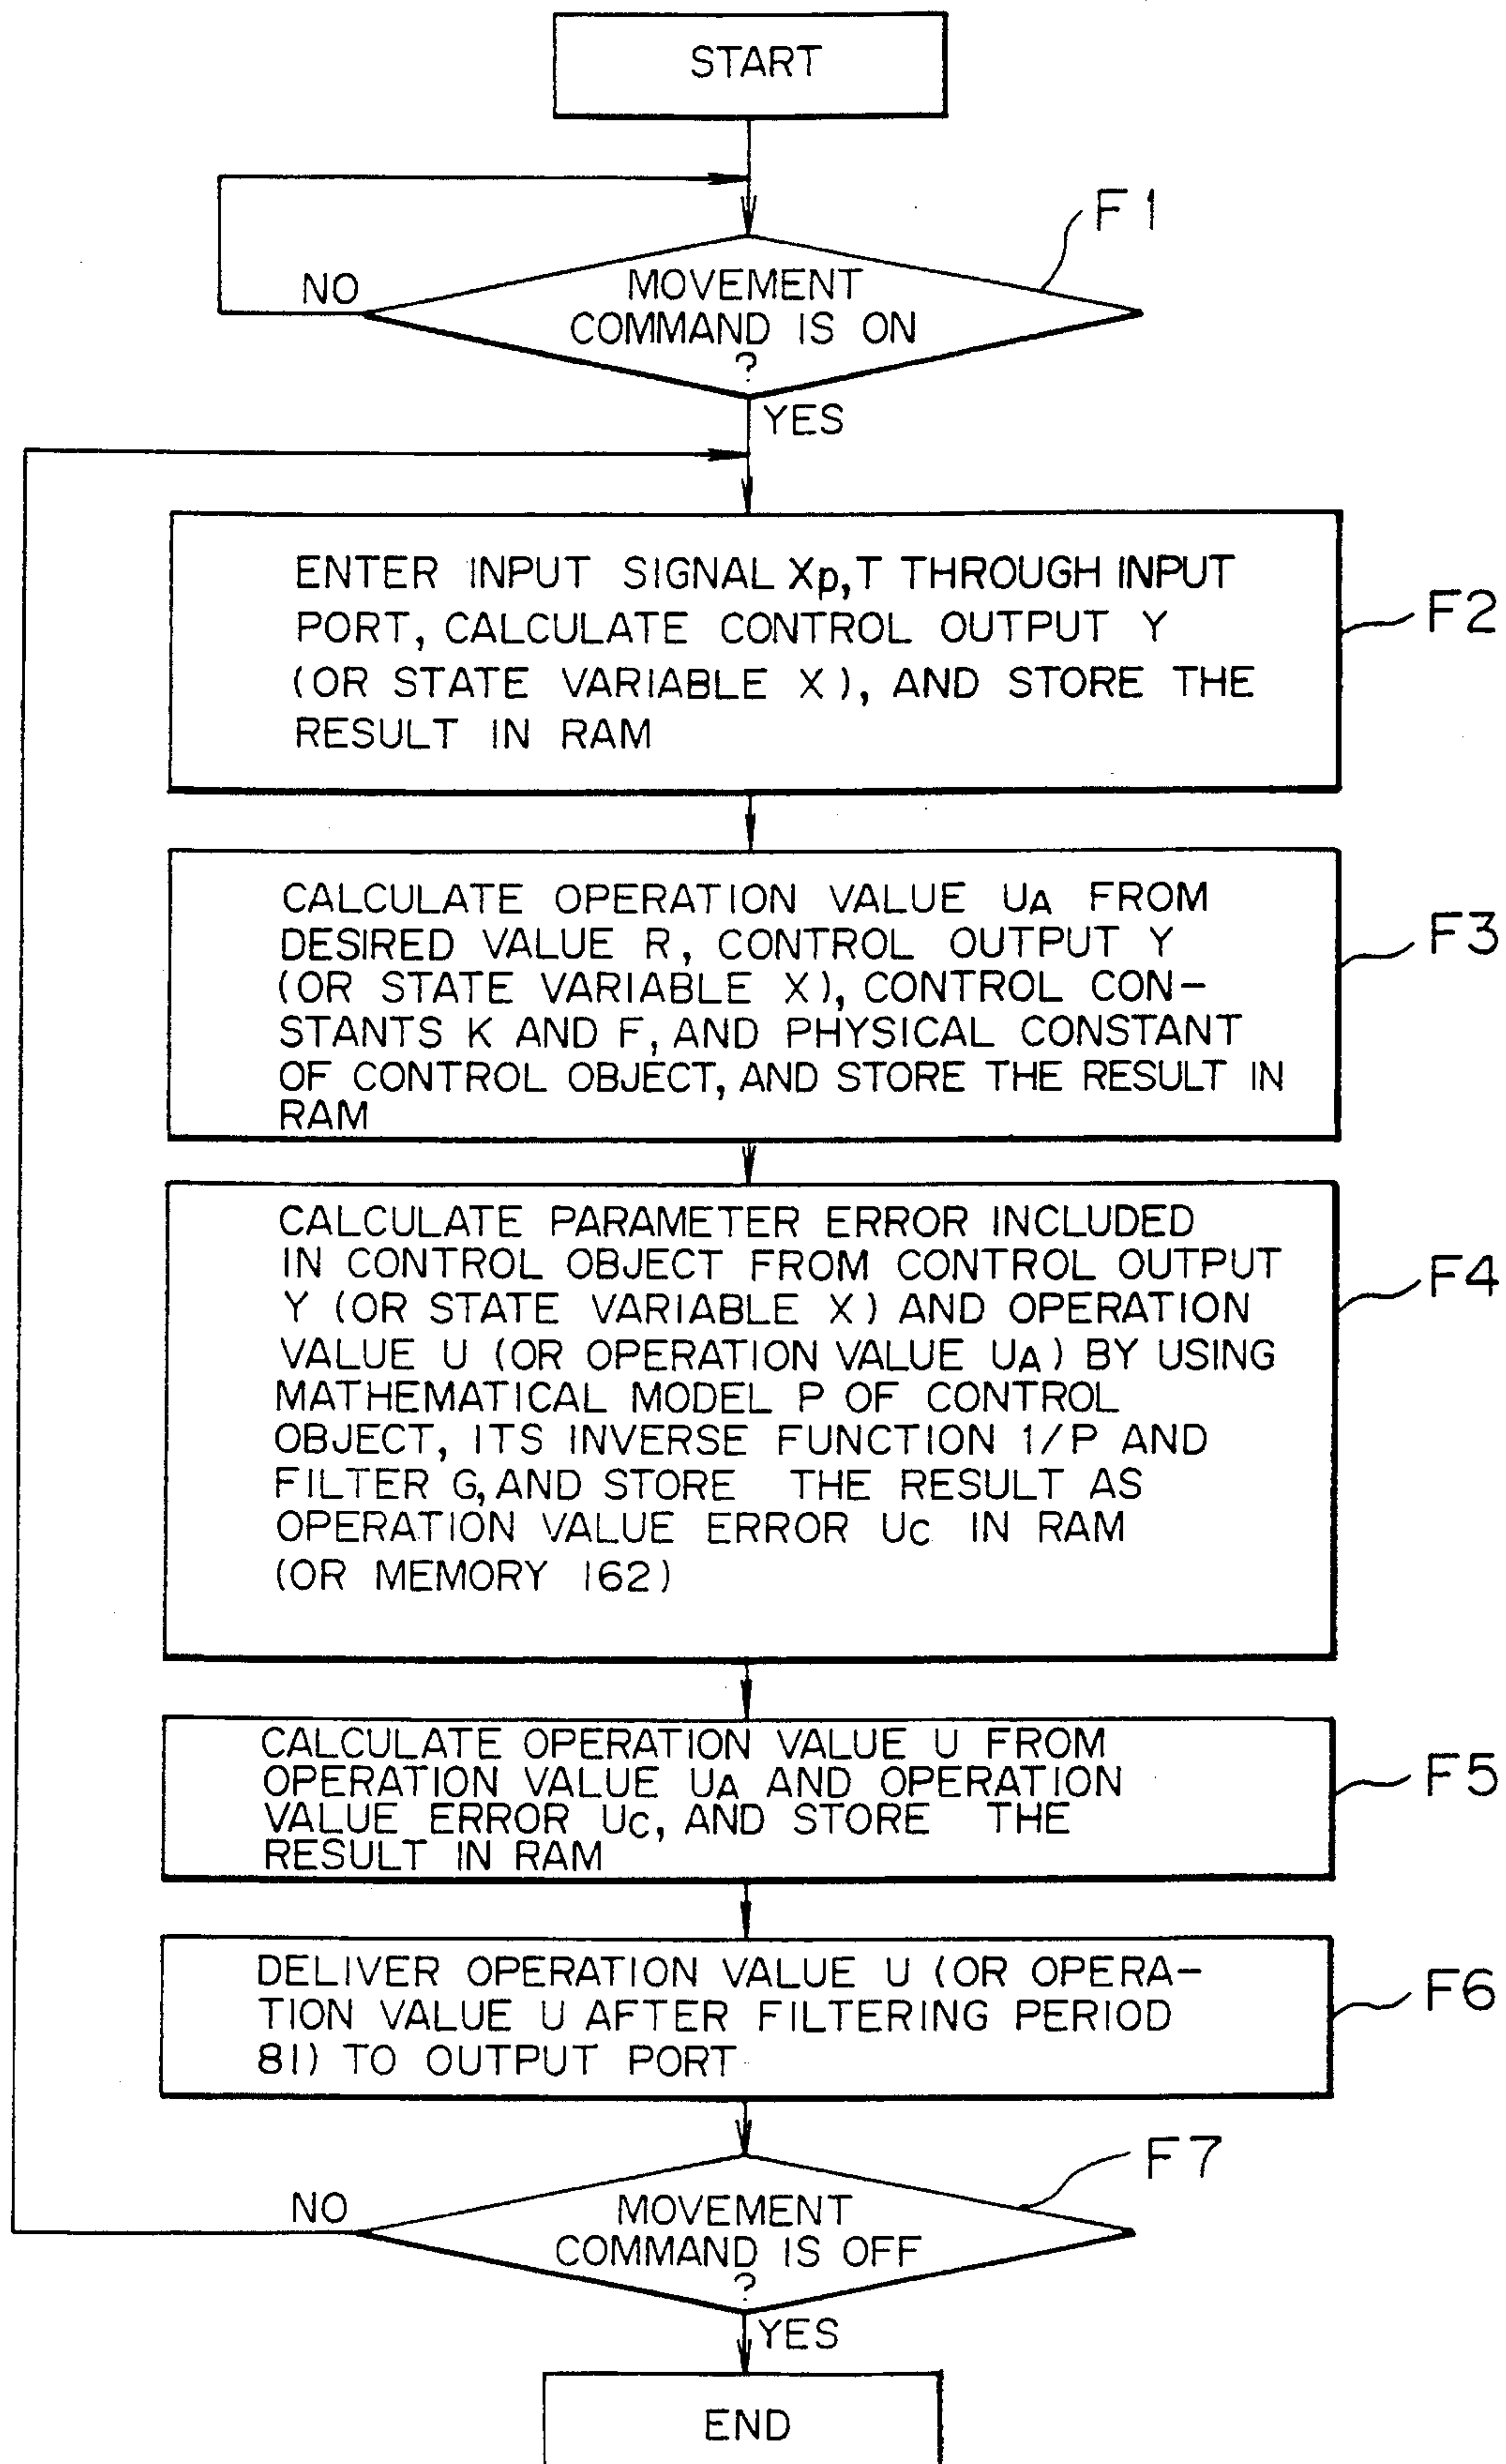 START
F1
NO
MOVEMENT
COMMAND IS ON
?
YES
ENTER INPUT SIGNAL Xp,T THROUGH INPUT
PORT, CALCULATE CONTROL OUTPUT Y
(OR STATE VARIABLE X), AND STORE THE
RESULT IN RAM
F2
CALCULATE OPERATION VALUE UA FROM
DESIRED VALUE R, CONTROL OUTPUT Y
(OR STATE VARIABLE X), CONTROL CON-
STANTS K AND F, AND PHYSICAL CONSTANT
OF CONTROL OBJECT, AND STORE THE RESULT IN
RAM
F3
CALCULATE PARAMETER ERROR INCLUDED
IN CONTROL OBJECT FROM CONTROL OUTPUT
Y (OR STATE VARIABLE X) AND OPERATION
VALUE U (OR OPERATION VALUE UA) BY USING
MATHEMATICAL MODEL P OF CONTROL
OBJECT, ITS INVERSE FUNCTION 1/P AND
FILTER G, AND STORE THE RESULT AS
OPERATION VALUE ERROR UC IN RAM
(OR MEMORY 162)
F4
CALCULATE OPERATION VALUE U FROM
OPERATION VALUE UA AND OPERATION
VALUE ERROR UC, AND STORE THE
RESULT IN RAM
F5
DELIVER OPERATION VALUE U (OR OPERA-
TION VALUE U AFTER FILTERING PERIOD
81) TO OUTPUT PORT
F6
F7
NO
MOVEMENT
COMMAND IS OFF
?
YES
END